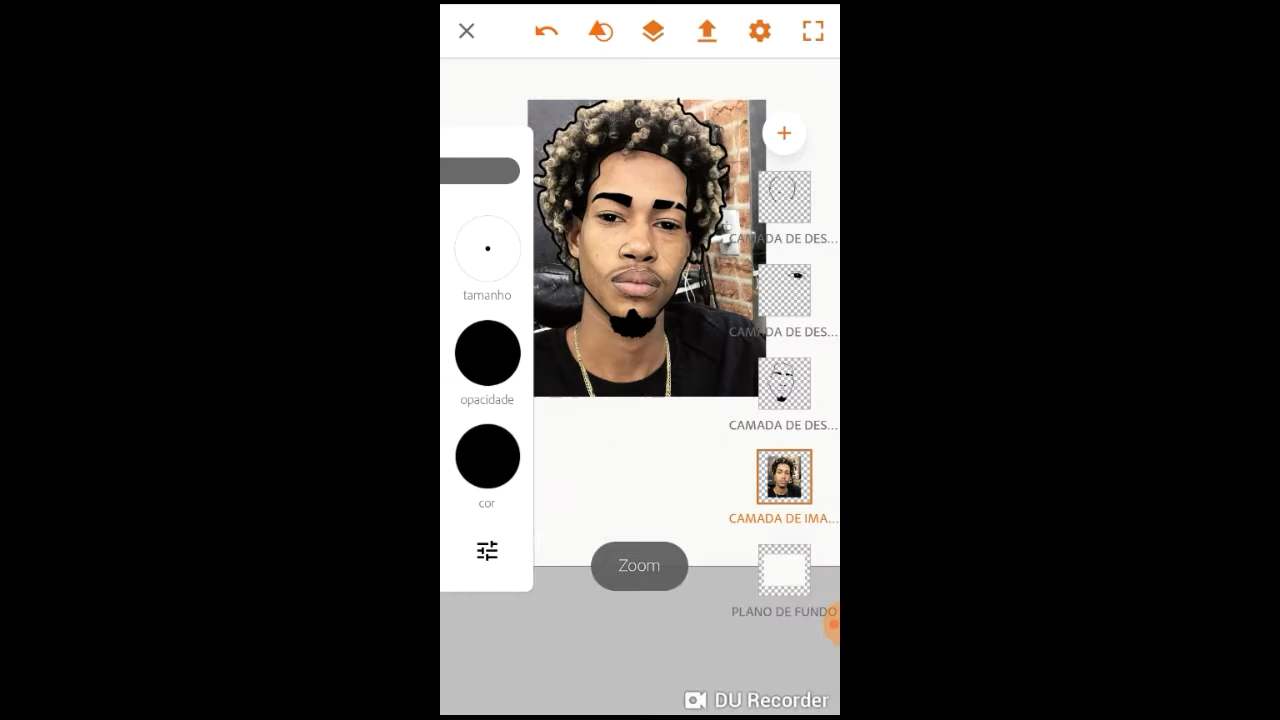 CAMADA DE DES...
tamanho
CAMADA DE DES...
opacidade
CAMADA DE DES...
cor
CAMADA DE IMA...
Zoom
PLANO DE FUNDO
DU Recorder